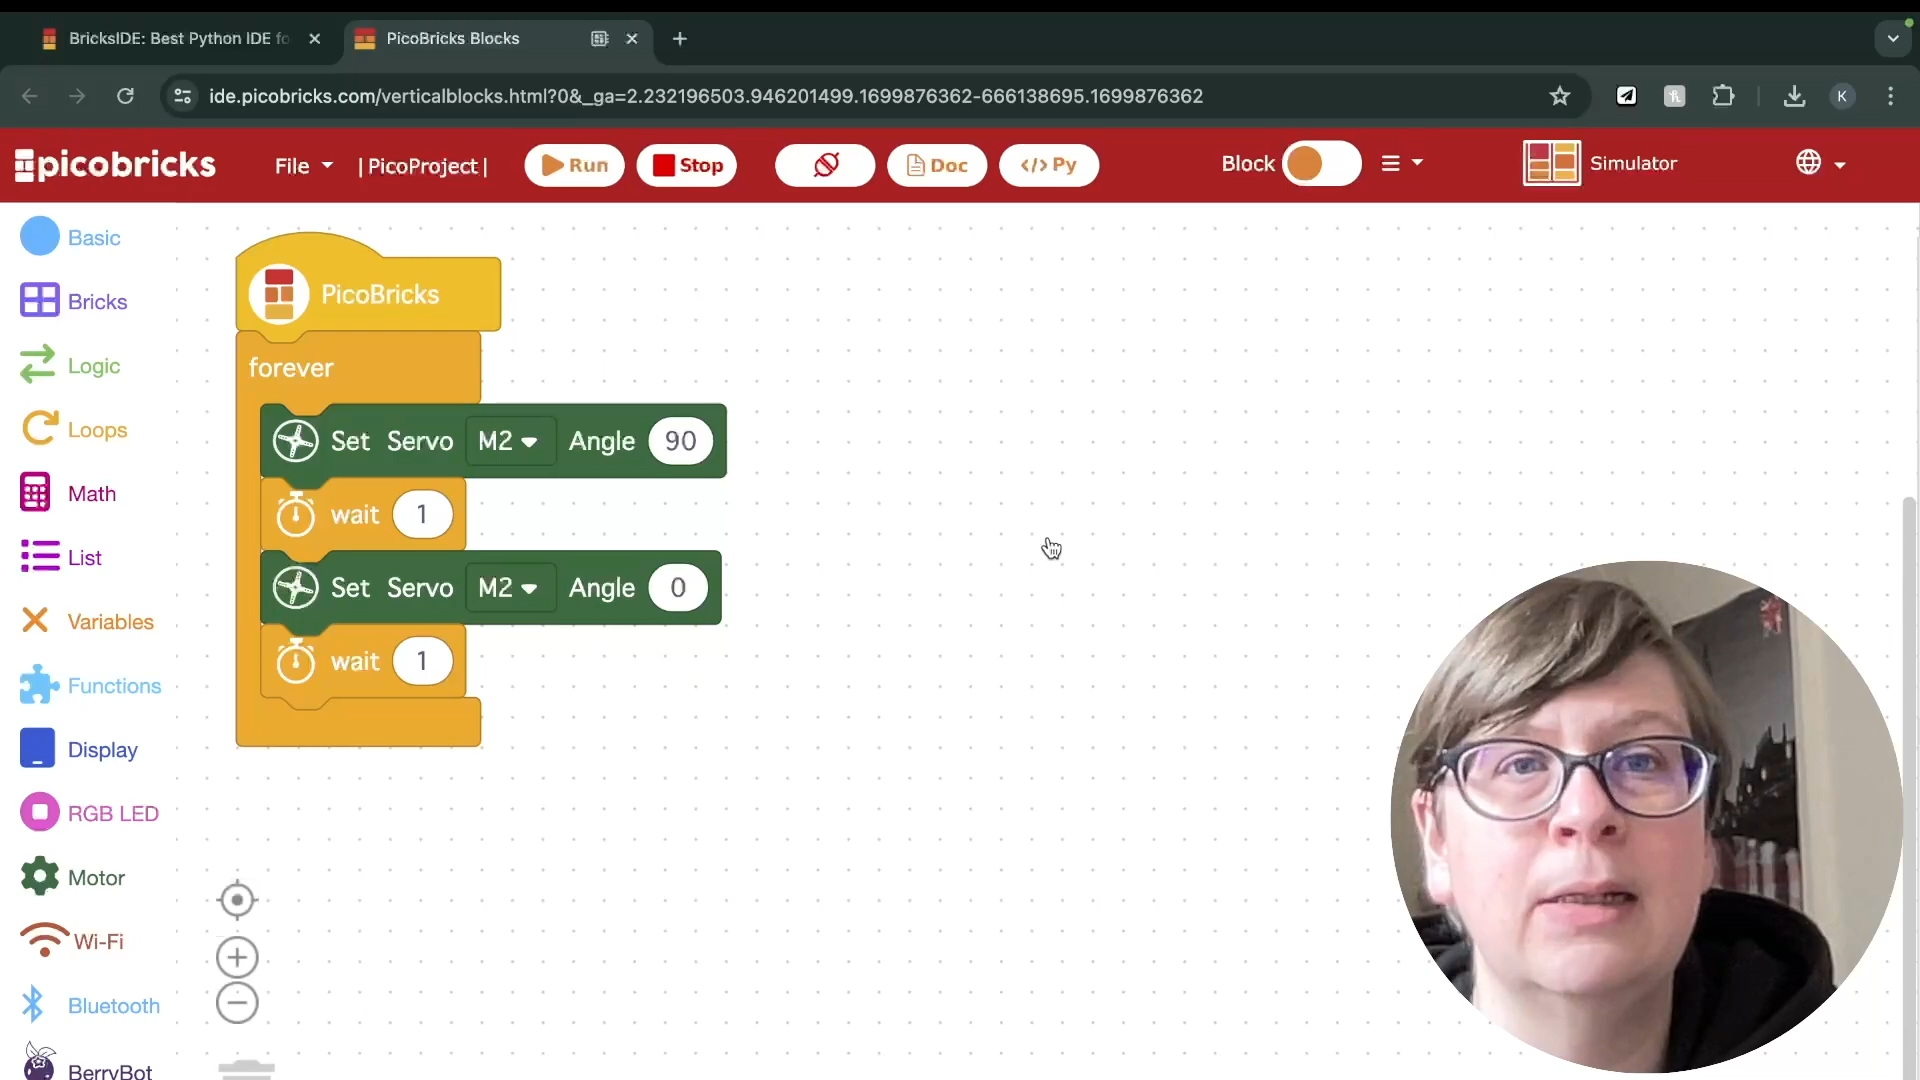 BricksIDE: Best Python IDE fo
PicoBricks Blocks
ide.picobricks.com/verticalblocks.html?0&_ga=2.232196503.946201499.1699876362-666138695.1699876362
K
picobricks
File
|PicoProject|
Run
Stop
Doc
</> Py
Block
Simulator
Basic
Bricks
Logic
Loops
Math
List
Variables
Functions
Display
RGB LED
Motor
Wi-Fi
Bluetooth
BerryBot
PicoBricks
forever
Set Servo M2 Angle 90
wait 1
Set Servo M2 Angle 0
wait 1